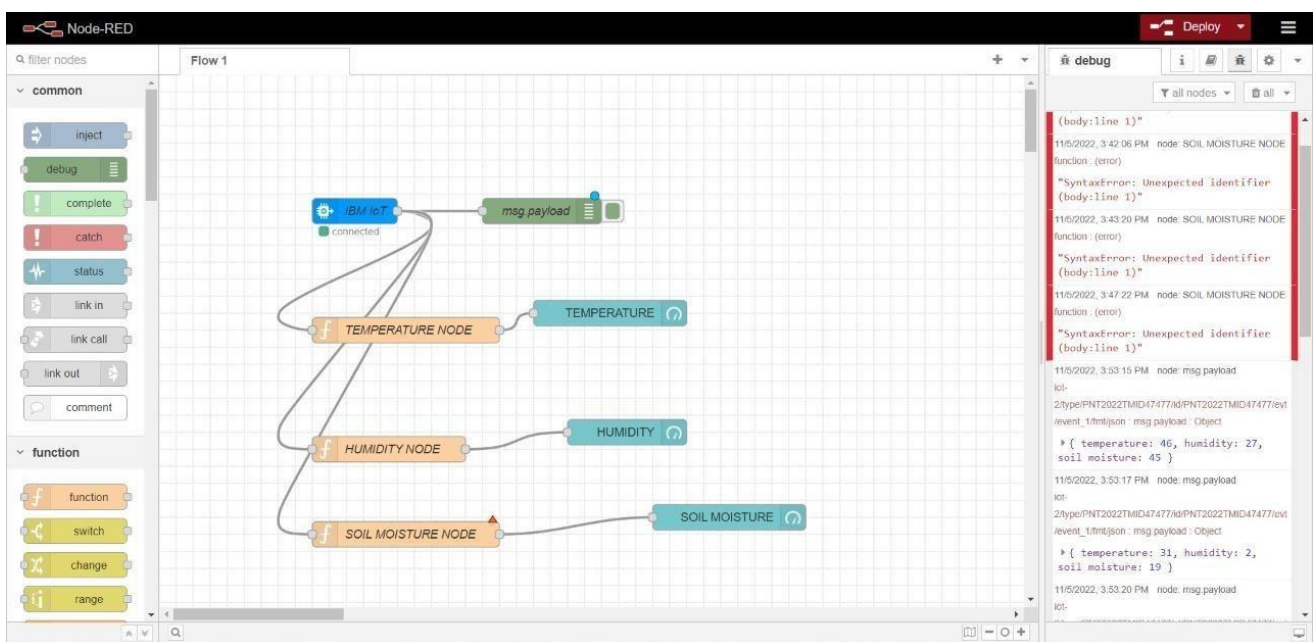 Node-RED
Deploy
filter nodes
Flow 1
common
inject
debug
complete
catch
status
link in
link call
link out
comment
function
function
switch
change
range
IBM IoT
connected
msg.payload
TEMPERATURE NODE
TEMPERATURE
HUMIDITY NODE
HUMIDITY
SOIL MOISTURE NODE
SOIL MOISTURE
debug
all nodes
all
(body:line 1)"
11/5/2022, 3:42:06 PM node: SOIL MOISTURE NODE
function : (error)
"SyntaxError: Unexpected identifier
(body:line 1)"
11/5/2022, 3:43:20 PM node: SOIL MOISTURE NODE
function : (error)
"SyntaxError: Unexpected identifier
(body:line 1)"
11/5/2022, 3:47:22 PM node: SOIL MOISTURE NODE
function : (error)
"SyntaxError: Unexpected identifier
(body:line 1)"
11/5/2022, 3:53:15 PM node: msg.payload
iot-
2/type/PNT2022TMID47477/id/PNT2022TMID47477/evt
/event_1/fmt/json : msg.payload : Object
{ temperature: 46, humidity: 27,
soil moisture: 45 }
11/5/2022, 3:53:17 PM node: msg.payload
iot-
2/type/PNT2022TMID47477/id/PNT2022TMID47477/evt
/event_1/fmt/json : msg.payload : Object
{ temperature: 31, humidity: 2,
soil moisture: 19 }
11/5/2022, 3:53:20 PM node: msg.payload
iot-